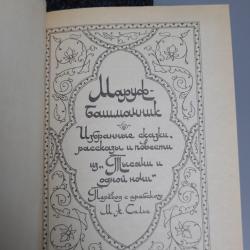 Маруф-
Башмачник
Избранные сказки,
рассказы и повести
из „Тысячи и
одной ночи“
Перевод с арабского
М. А. Салье